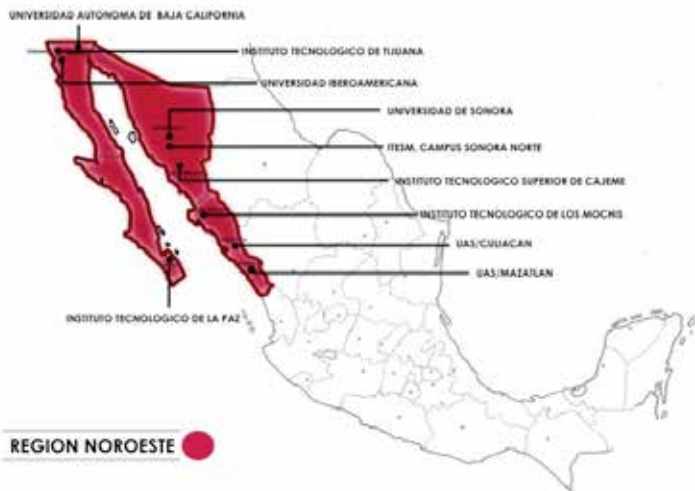 UNIVERSIDAD AUTONOMA DE BAJA CALIFORNIA
INSTITUTO TECNOLOGICO DE TIJUANA
UNIVERSIDAD IBEROAMERICANA
UNIVERSIDAD DE SONORA
ITESM. CAMPUS SONORA NORTE
INSTITUTO TECNOLOGICO SUPERIOR DE CAJEME
INSTITUTO TECNOLOGICO DE LOS MOCHIS
UAS/CULIACAN
UAS/MAZATLAN
INSTITUTO TECNOLOGICO DE LA PAZ
REGION NOROESTE